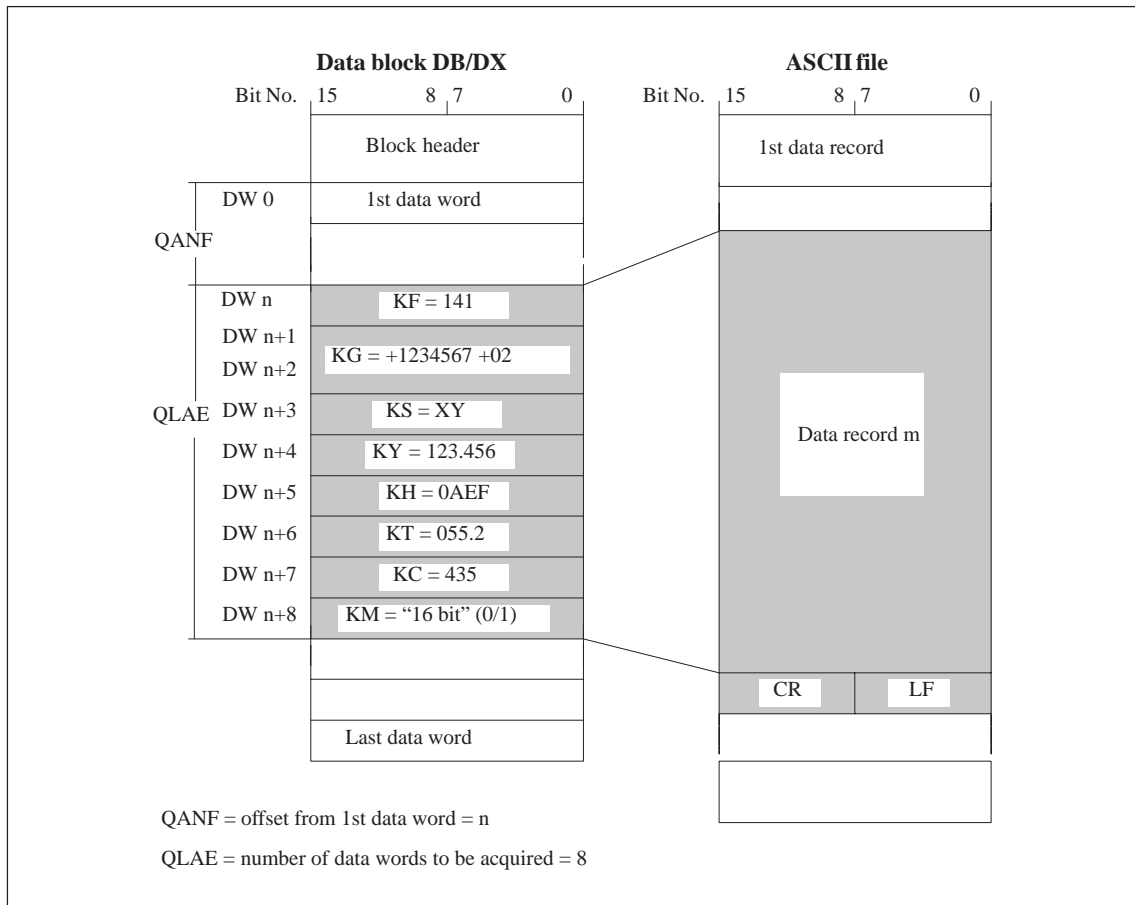 Data block DB/DX
ASCII file
Bit No. 15 8 7 0
Bit No. 15 8 7 0
Block header
1st data record
DW 0 1st data word
QANF
DW n KF = 141
DW n+1
KG = +1234567 +02
DW n+2
QLAE DW n+3 KS = XY
DW n+4 KY = 123.456
DW n+5 KH = 0AEF
DW n+6 KT = 055.2
DW n+7 KC = 435
DW n+8 KM = “16 bit” (0/1)
Data record m
CR LF
Last data word
QANF = offset from 1st data word = n
QLAE = number of data words to be acquired = 8